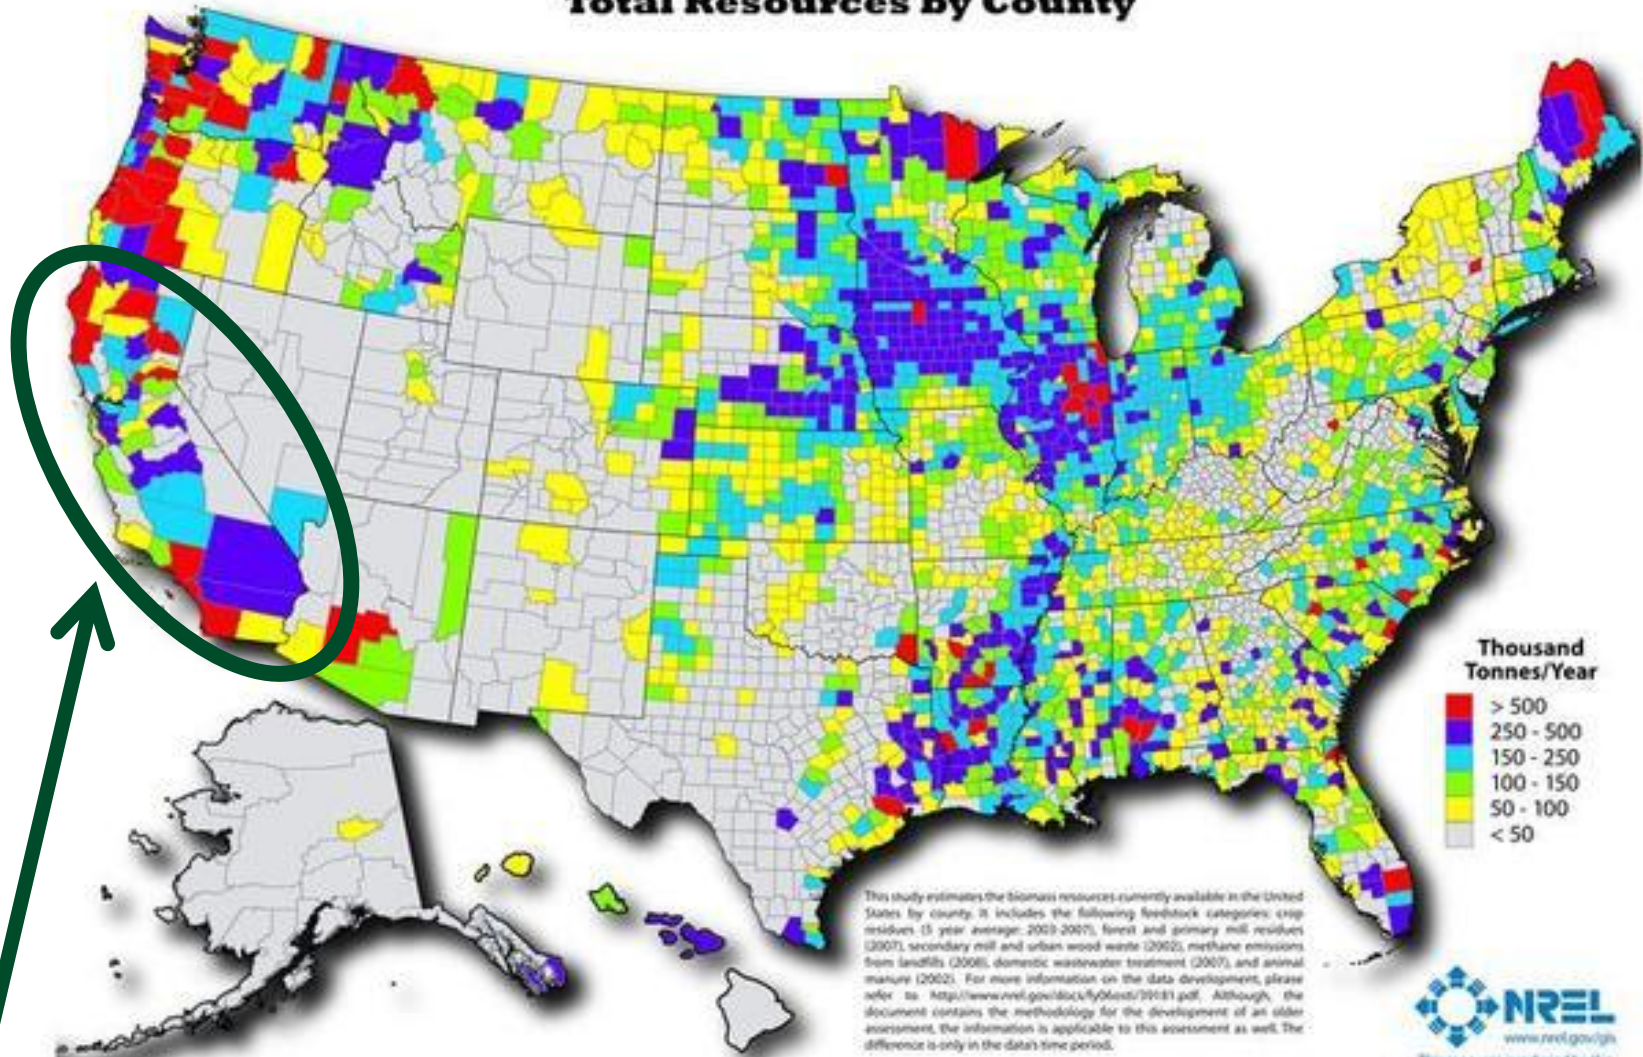 Total Resources by County
Thousand
Tonnes/Year
> 500
250 - 500
150 - 250
100 - 150
50 - 100
< 50
This study estimates the biomass resources currently available in the United
States by county. It includes the following feedstock categories: crop
residues (5 year average: 2003-2007), forest and primary mill residues
(2007), secondary mill and urban wood waste (2002), methane emissions
from landfills (2008), domestic wastewater treatment (2007), and animal
manure (2002). For more information on the data development, please
refer to http://www.nrel.gov/docs/fy06osti/39181.pdf. Although, the
document contains the methodology for the development of an older
assessment, the information is applicable to this assessment as well. The
difference is only in the data's time period.
NREL
www.nrel.gov/gis